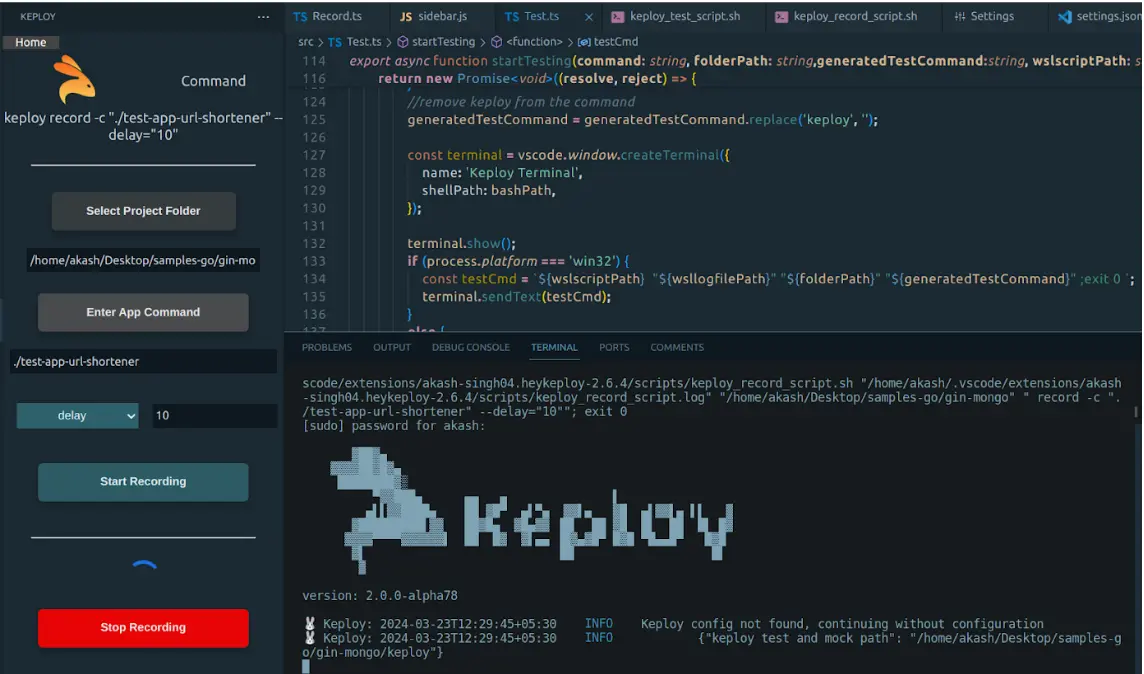 KEPLOY
Home
Command
keploy record -c "./test-app-url-shortener" --
delay="10"
Select Project Folder
/home/akash/Desktop/samples-go/gin-mo
Enter App Command
./test-app-url-shortener
delay
10
Start Recording
Stop Recording
TS Record.ts
JS sidebar.js
TS Test.ts
keploy_test_script.sh
keploy_record_script.sh
Settings
settings.json
src > TS Test.ts > startTesting > <function> > testCmd
114 export async function startTesting(command: string, folderPath: string,generatedTestCommand:string, wslscriptPath: s
116 return new Promise<void>((resolve, reject) => {
124 //remove keploy from the command
125 generatedTestCommand = generatedTestCommand.replace('keploy', '');
126
127 const terminal = vscode.window.createTerminal({
128 name: 'Keploy Terminal',
129 shellPath: bashPath,
130 });
131
132 terminal.show();
133 if (process.platform === 'win32') {
134 const testCmd = `${wslscriptPath} "${wsllogfilePath}" "${folderPath}" "${generatedTestCommand}" ;exit 0 `;
135 terminal.sendText(testCmd);
136 }
137 else {
PROBLEMS
OUTPUT
DEBUG CONSOLE
TERMINAL
PORTS
COMMENTS
scode/extensions/akash-singh04.heykeploy-2.6.4/scripts/keploy_record_script.sh "/home/akash/.vscode/extensions/akash
-singh04.heykeploy-2.6.4/scripts/keploy_record_script.log" "/home/akash/Desktop/samples-go/gin-mongo" " record -c ".
/test-app-url-shortener" --delay="10""; exit 0
[sudo] password for akash:
Keploy
version: 2.0.0-alpha78
🐰 Keploy: 2024-03-23T12:29:45+05:30 INFO Keploy config not found, continuing without configuration
🐰 Keploy: 2024-03-23T12:29:45+05:30 INFO {"keploy test and mock path": "/home/akash/Desktop/samples-g
o/gin-mongo/keploy"}